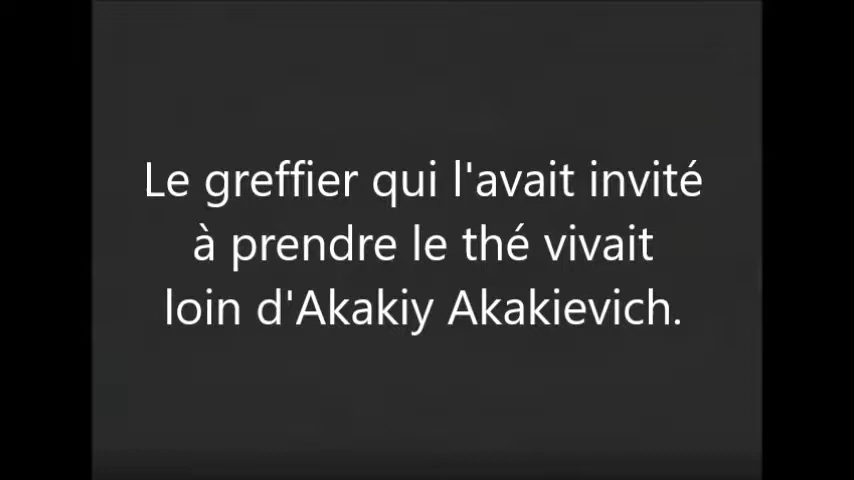 Le greffier qui l'avait invité
à prendre le thé vivait
loin d'Akakiy Akakievich.